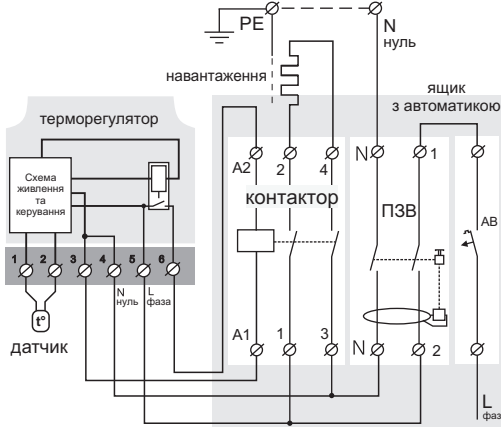 PE
N
нуль
навантаження
ящик
з автоматикою
терморегулятор
Схема
живлення
та
керування
A2
2
4
N
1
контактор
ПЗВ
АВ
1
2
3
4
5
6
N
нуль
L
фаза
t°
датчик
A1
1
3
N
2
L
фаз